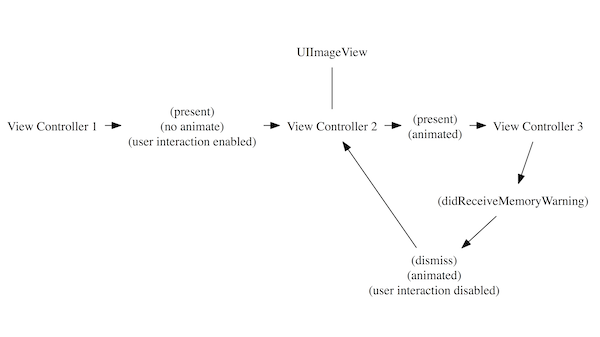 UIImageView
View Controller 1
(present)
(no animate)
(user interaction enabled)
View Controller 2
(present)
(animated)
View Controller 3
(didReceiveMemoryWarning)
(dismiss)
(animated)
(user interaction disabled)